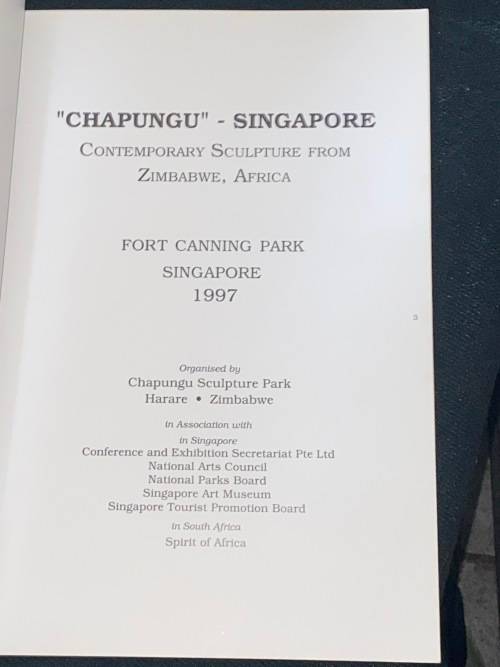 "CHAPUNGU" - SINGAPORE
CONTEMPORARY SCULPTURE FROM
ZIMBABWE, AFRICA
FORT CANNING PARK
SINGAPORE
1997
3
Organised by
Chapungu Sculpture Park
Harare • Zimbabwe
in Association with
in Singapore
Conference and Exhibition Secretariat Pte Ltd
National Arts Council
National Parks Board
Singapore Art Museum
Singapore Tourist Promotion Board
in South Africa
Spirit of Africa